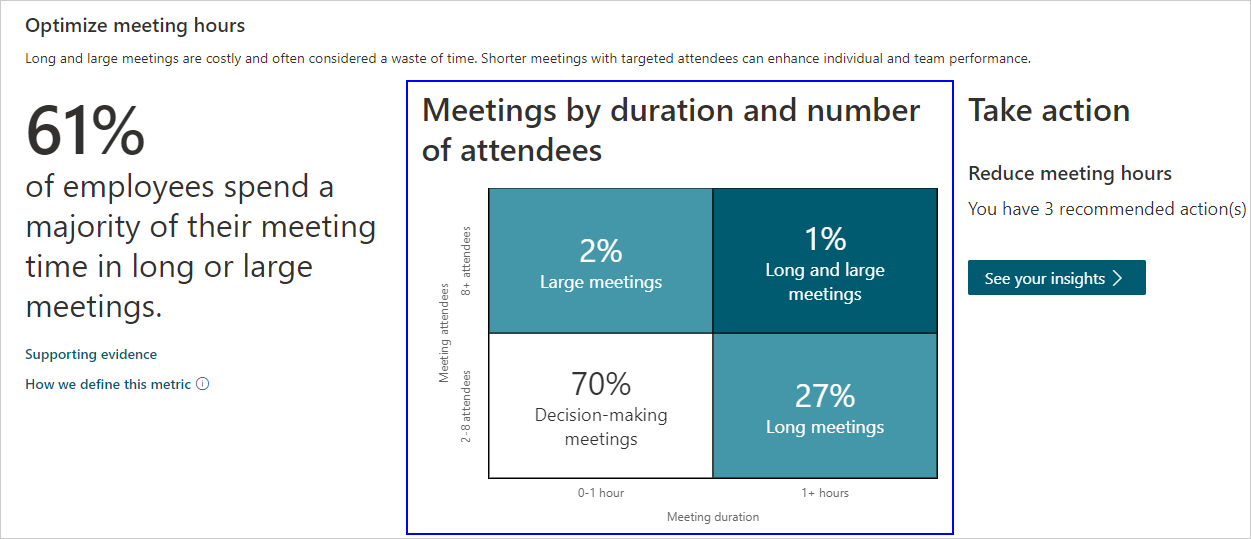 Optimize meeting hours
Long and large meetings are costly and often considered a waste of time. Shorter meetings with targeted attendees can enhance individual and team performance.
61%
of employees spend a
majority of their meeting
time in long or large
meetings.
Supporting evidence
How we define this metric
Meetings by duration and number
of attendees
Meeting attendees
8+ attendees
2-8 attendees
2%
Large meetings
1%
Long and large
meetings
70%
Decision-making
meetings
27%
Long meetings
0-1 hour
1+ hours
Meeting duration
Take action
Reduce meeting hours
You have 3 recommended action(s)
See your insights